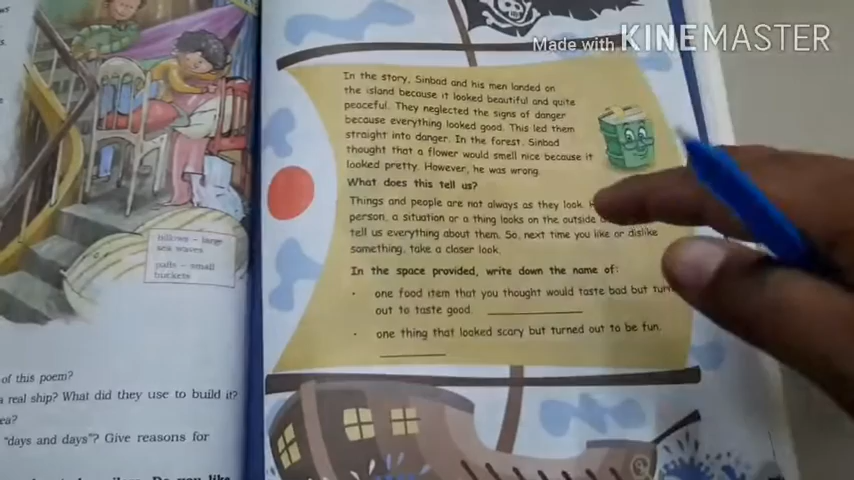 Made with KINEMASTER
In the story, Sinbad and his men landed on
the island because it looked beautiful and quite
peaceful. They neglected the signs of danger
because everything looked good. This led them
straight into danger. In the forest, Sinbad
thought that a flower would smell nice because it
looked pretty. However, he was wrong.
What does this tell us?
Things and people are not always as they look.
person, a situation or a thing looks on the outside
tell us everything about them. So, next time you like or dislike
something, take a closer look.
In the space provided, write down the name of:
• one food item that you thought would taste bad but turn
out to taste good.
• one thing that looked scary but turned out to be fun.
billows – large
sea waves
pails – small
buckets
of this poem?
a real ship? What did they use to build it?
"days and days"? Give reasons for
Do you like